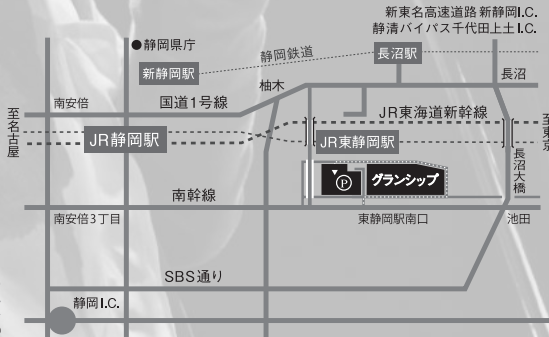 新東名高速道路 新静岡I.C.
静清バイパス千代田上土I.C.
●静岡県庁
静岡鉄道
長沼駅
新静岡駅
長沼
柚木
南安倍
国道1号線
JR東海道新幹線
至名古屋
至東京
JR静岡駅
JR東静岡駅
長沼大橋
P
グランシップ
南幹線
南安倍3丁目
東静岡駅南口
池田
SBS通り
静岡I.C.